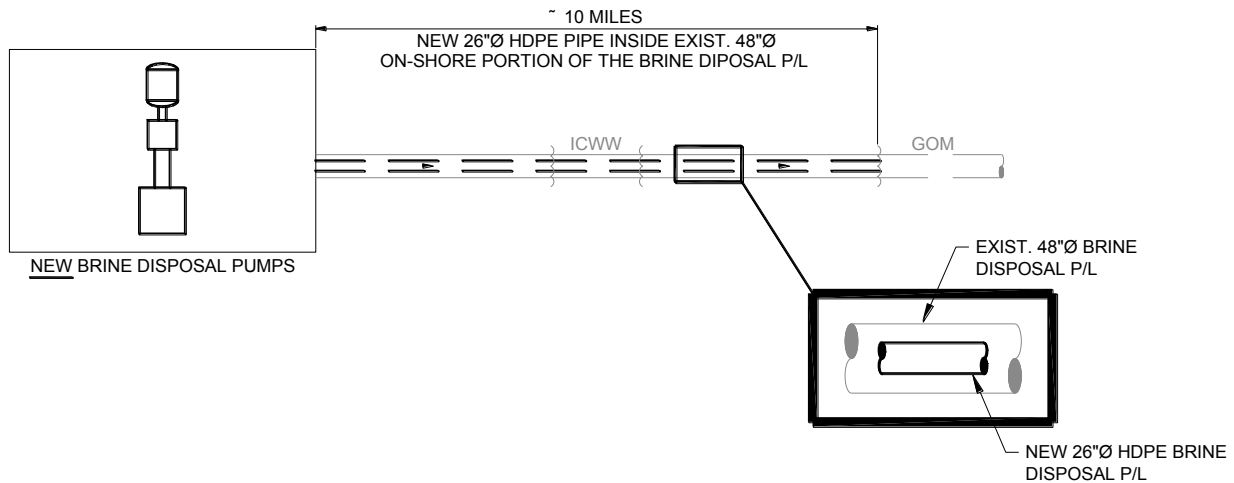 ~ 10 MILES
NEW 26"Ø HDPE PIPE INSIDE EXIST. 48"Ø
ON-SHORE PORTION OF THE BRINE DIPOSAL P/L
ICWW
GOM
NEW BRINE DISPOSAL PUMPS
EXIST. 48"Ø BRINE
DISPOSAL P/L
NEW 26"Ø HDPE BRINE
DISPOSAL P/L